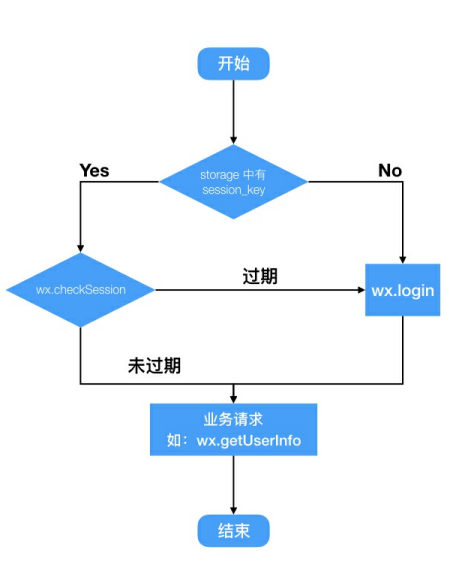 开始
storage 中有
session_key
Yes
No
wx.checkSession
过期
wx.login
未过期
业务请求
如：wx.getUserInfo
结束